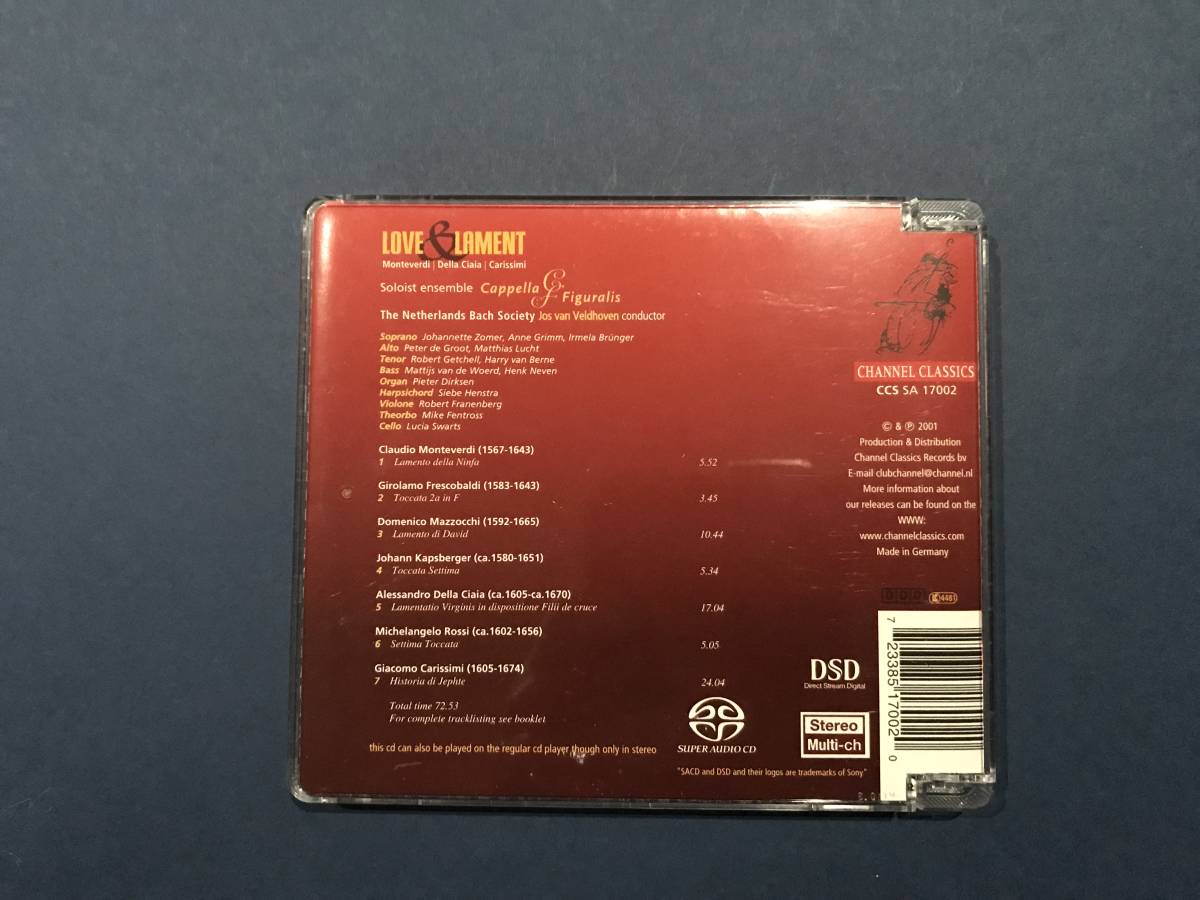 LOVE & LAMENT
Monteverdi | Della Ciaia | Carissimi
Soloist ensemble Cappella Figuralis
The Netherlands Bach Society Jos van Veldhoven conductor
Soprano Johannette Zomer, Anne Grimm, Irmela Brünger
Alto Peter de Groot, Matthias Lucht
Tenor Robert Getchell, Harry van Berne
Bass Mattijs van de Woerd, Henk Neven
Organ Pieter Dirksen
Harpsichord Siebe Henstra
Violone Robert Franenberg
Theorbo Mike Fentross
Cello Lucia Swarts
Claudio Monteverdi (1567-1643)
1 Lamento della Ninfa 5.52
Girolamo Frescobaldi (1583-1643)
2 Toccata 2a in F 3.45
Domenico Mazzocchi (1592-1665)
3 Lamento di David 10.44
Johann Kapsberger (ca.1580-1651)
4 Toccata Settima 5.34
Alessandro Della Ciaia (ca.1605-ca.1670)
5 Lamentatio Virginis in dispositione Filii de cruce 17.04
Michelangelo Rossi (ca.1602-1656)
6 Settima Toccata 5.05
Giacomo Carissimi (1605-1674)
7 Historia di Jephte 24.04
Total time 72.53
For complete tracklisting see booklet
this cd can also be played on the regular cd player, though only in stereo
CHANNEL CLASSICS
CCS SA 17002
© & ℗ 2001
Production & Distribution
Channel Classics Records bv
E-mail clubchannel@channel.nl
More information about
our releases can be found on the
WWW:
www.channelclassics.com
Made in Germany
DDD
4481
7 23385 17002 0
DSD
Direct Stream Digital
SUPER AUDIO CD
Stereo
Multi-ch
"SACD and DSD and their logos are trademarks of Sony"